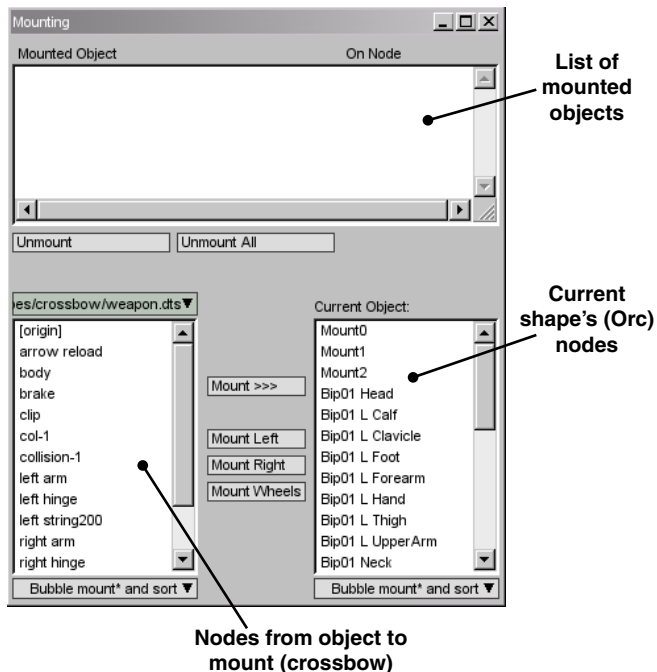 Mounting
Mounted Object On Node
List of
mounted
objects
Unmount Unmount All
es/crossbow/weapon.dts
Current Object:
[origin]
arrow reload
body
brake
clip
col-1
collision-1
left arm
left hinge
left string200
right arm
right hinge
Bubble mount* and sort
Mount >>>
Mount Left
Mount Right
Mount Wheels
Mount0
Mount1
Mount2
Bip01 Head
Bip01 L Calf
Bip01 L Clavicle
Bip01 L Foot
Bip01 L Forearm
Bip01 L Hand
Bip01 L Thigh
Bip01 L UpperArm
Bip01 Neck
Bubble mount* and sort
Current
shape's (Orc)
nodes
Nodes from object to
mount (crossbow)